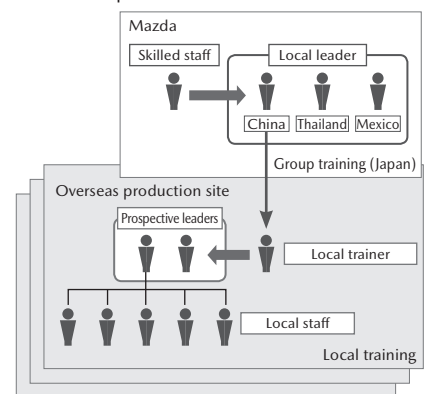 Mazda
Skilled staff
Local leader
China
Thailand
Mexico
Group training (Japan)
Overseas production site
Prospective leaders
Local trainer
Local staff
Local training